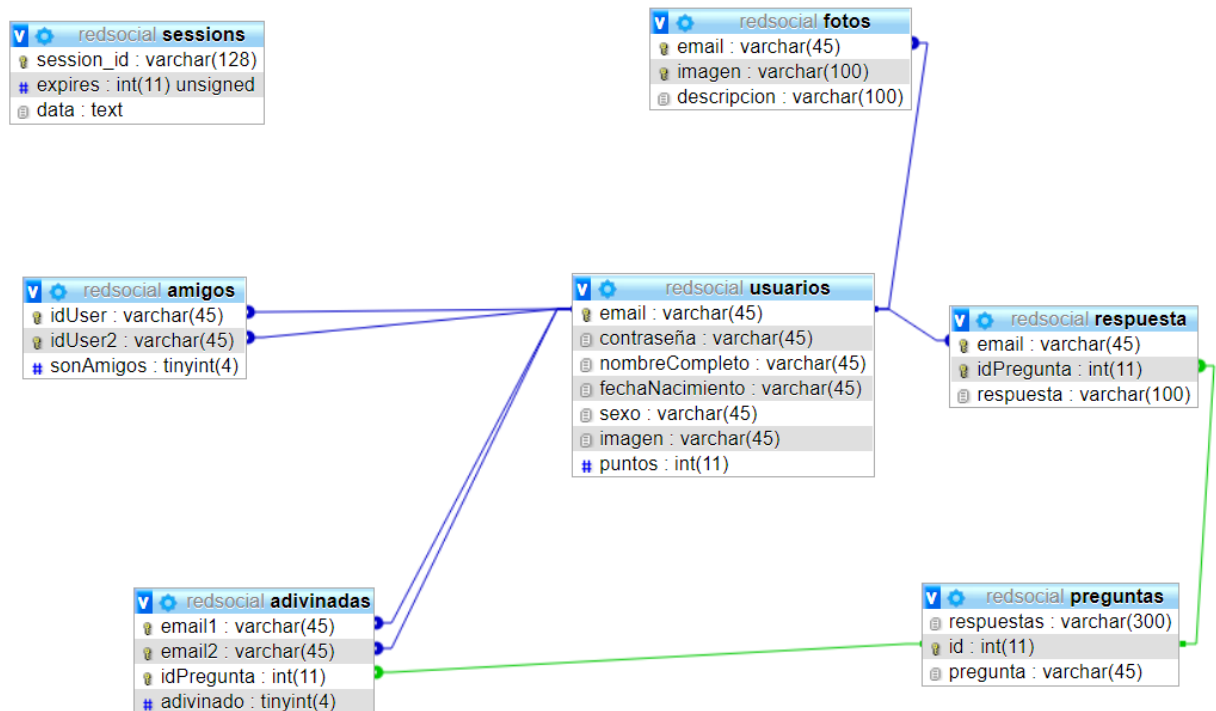 redsocial sessions
session_id : varchar(128)
# expires : int(11) unsigned
data : text
redsocial fotos
email : varchar(45)
imagen : varchar(100)
descripcion : varchar(100)
redsocial amigos
idUser : varchar(45)
idUser2 : varchar(45)
# sonAmigos : tinyint(4)
redsocial usuarios
email : varchar(45)
contraseña : varchar(45)
nombreCompleto : varchar(45)
fechaNacimiento : varchar(45)
sexo : varchar(45)
imagen : varchar(45)
# puntos : int(11)
redsocial respuesta
email : varchar(45)
idPregunta : int(11)
respuesta : varchar(100)
redsocial adivinadas
email1 : varchar(45)
email2 : varchar(45)
idPregunta : int(11)
# adivinado : tinyint(4)
redsocial preguntas
respuestas : varchar(300)
id : int(11)
pregunta : varchar(45)